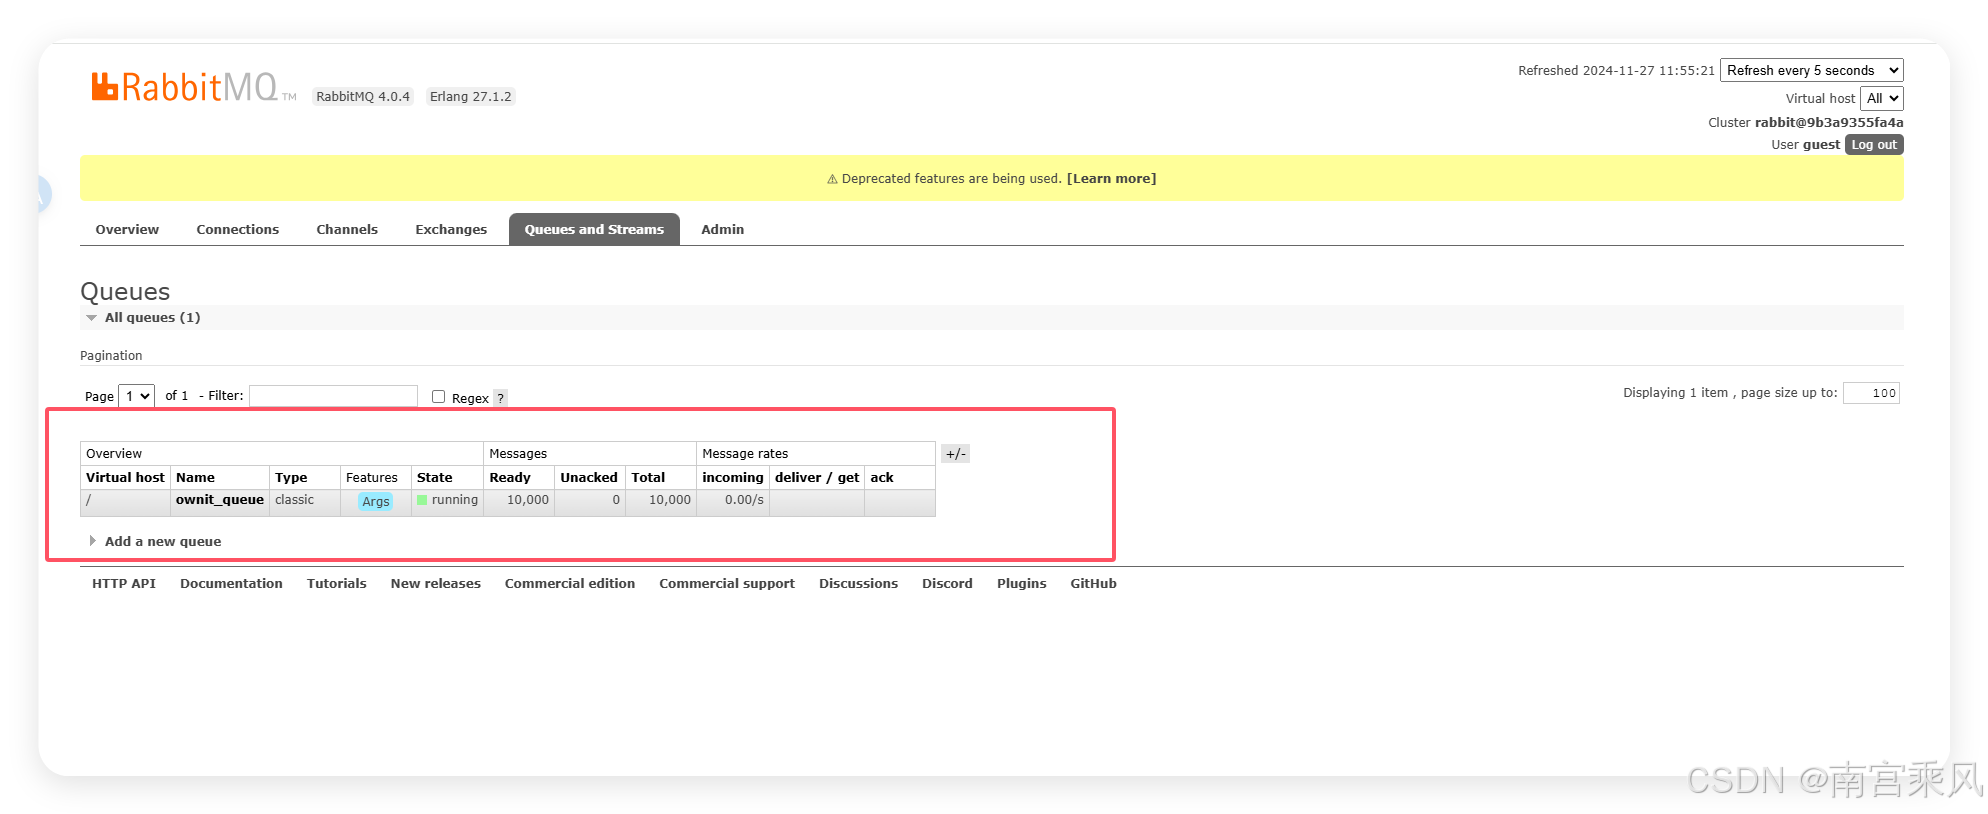 RabbitMQ TM RabbitMQ 4.0.4 Erlang 27.1.2
Refreshed 2024-11-27 11:55:21 Refresh every 5 seconds
Virtual host All
Cluster rabbit@9b3a9355fa4a
User guest Log out
⚠ Deprecated features are being used. [Learn more]
Overview Connections Channels Exchanges Queues and Streams Admin
Queues
All queues (1)
Pagination
Page 1 of 1 - Filter: Regex ?
Displaying 1 item , page size up to: 100
Overview Messages Message rates +/-
Virtual host Name Type Features State Ready Unacked Total incoming deliver / get ack
/ ownit_queue classic Args running 10,000 0 10,000 0.00/s
Add a new queue
HTTP API Documentation Tutorials New releases Commercial edition Commercial support Discussions Discord Plugins GitHub
CSDN @南宫乘风